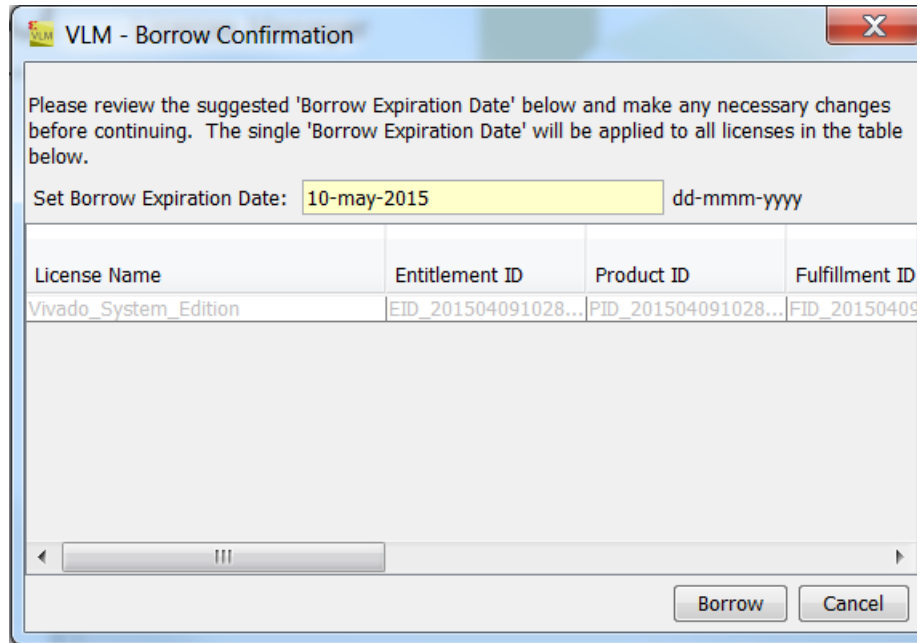 VLM - Borrow Confirmation
Please review the suggested 'Borrow Expiration Date' below and make any necessary changes
before continuing.  The single 'Borrow Expiration Date' will be applied to all licenses in the table
below.
Set Borrow Expiration Date: 10-may-2015 dd-mmm-yyyy
License Name Entitlement ID Product ID Fulfillment ID
Vivado_System_Edition EID_201504091028... PID_201504091028... FID_20150409
Borrow Cancel